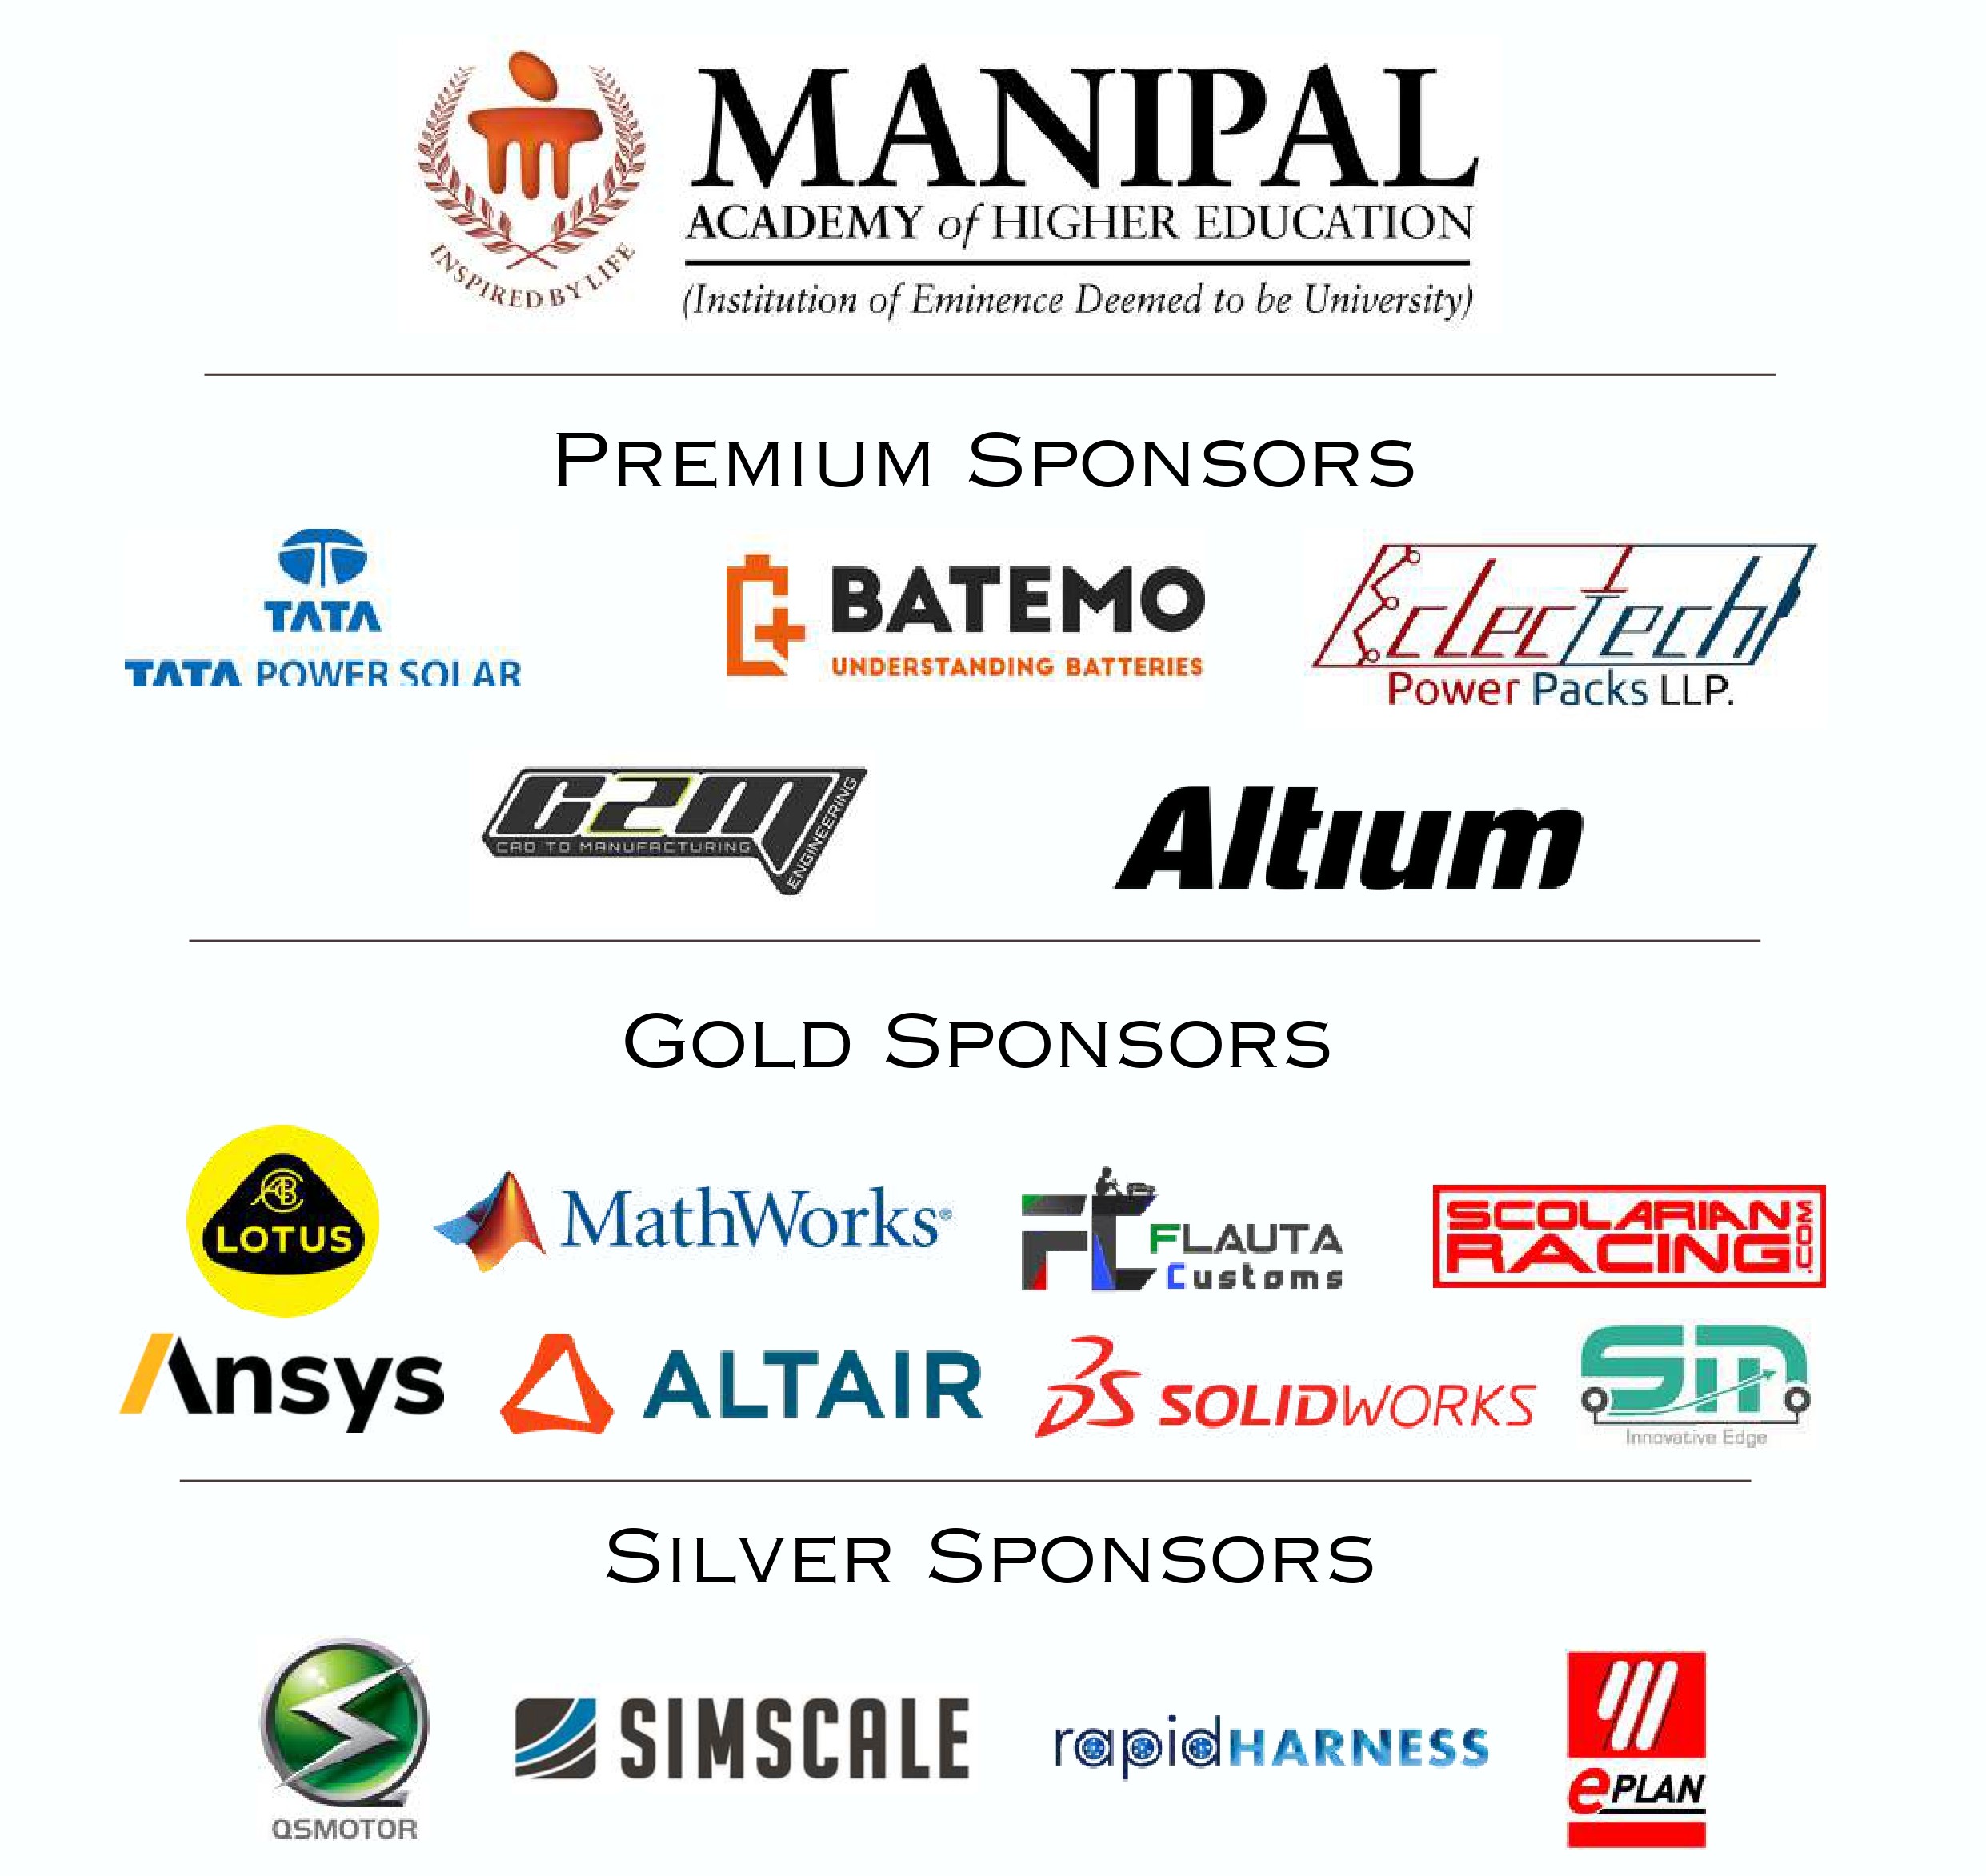 MANIPAL
ACADEMY of HIGHER EDUCATION
INSPIRED BY LIFE
(Institution of Eminence Deemed to be University)
PREMIUM SPONSORS
TATA
TATA POWER SOLAR
BATEMO
UNDERSTANDING BATTERIES
EclecTech
Power Packs LLP.
C2M
CAD TO MANUFACTURING
ENGINEERING
Altium
GOLD SPONSORS
LOTUS
MathWorks®
FC
FLAUTA
Customs
SCOLARIAN
RACING
.COM
Ansys
ALTAIR
3DS SOLIDWORKS
Innovative Edge
SILVER SPONSORS
QSMOTOR
SIMSCALE
rapidHARNESS
ePLAN